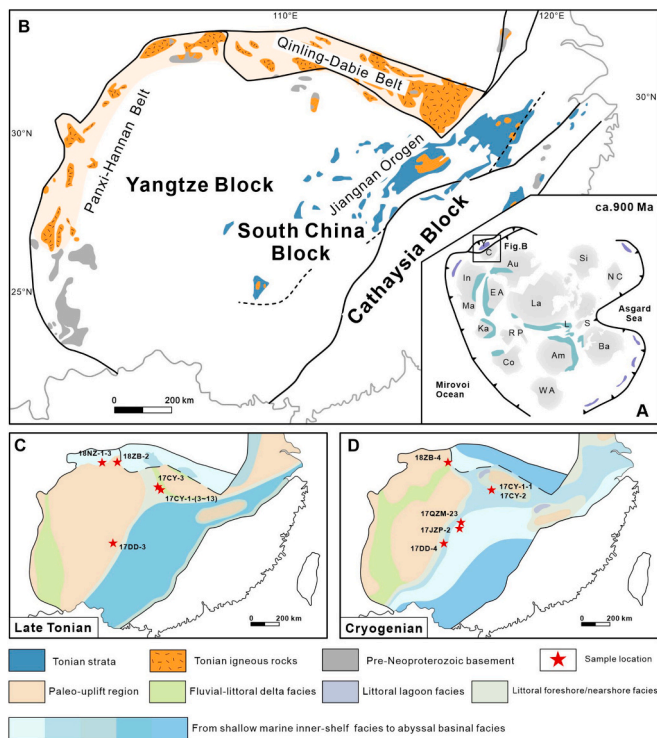 110°E
120°E
B
Qinling-Dabie Belt
30°N
30°N
Panxi-Hannan Belt
Jiangnan Orogen
Yangtze Block
South China
Block
Cathaysia Block
25°N
0 200 km
ca.900 Ma
Fig.B
C
Au
Si
In
N C
E A
Ma
La
Asgard
Sea
Ka
R P
L
S
Co
Am
Ba
Mirovoi
Ocean
W A
A
C
18NZ-1-3
18ZB-2
17CY-3
17CY-1-(3~13)
17DD-3
0 200 km
Late Tonian
D
18ZB-4
17CY-1-1
17CY-2
17QZM-23
17JZP-2
17DD-4
0 200 km
Cryogenian
Tonian strata
Tonian igneous rocks
Pre-Neoproterozoic basement
Sample location
Paleo-uplift region
Fluvial-littoral delta facies
Littoral lagoon facies
Littoral foreshore/nearshore facies
From shallow marine inner-shelf facies to abyssal basinal facies